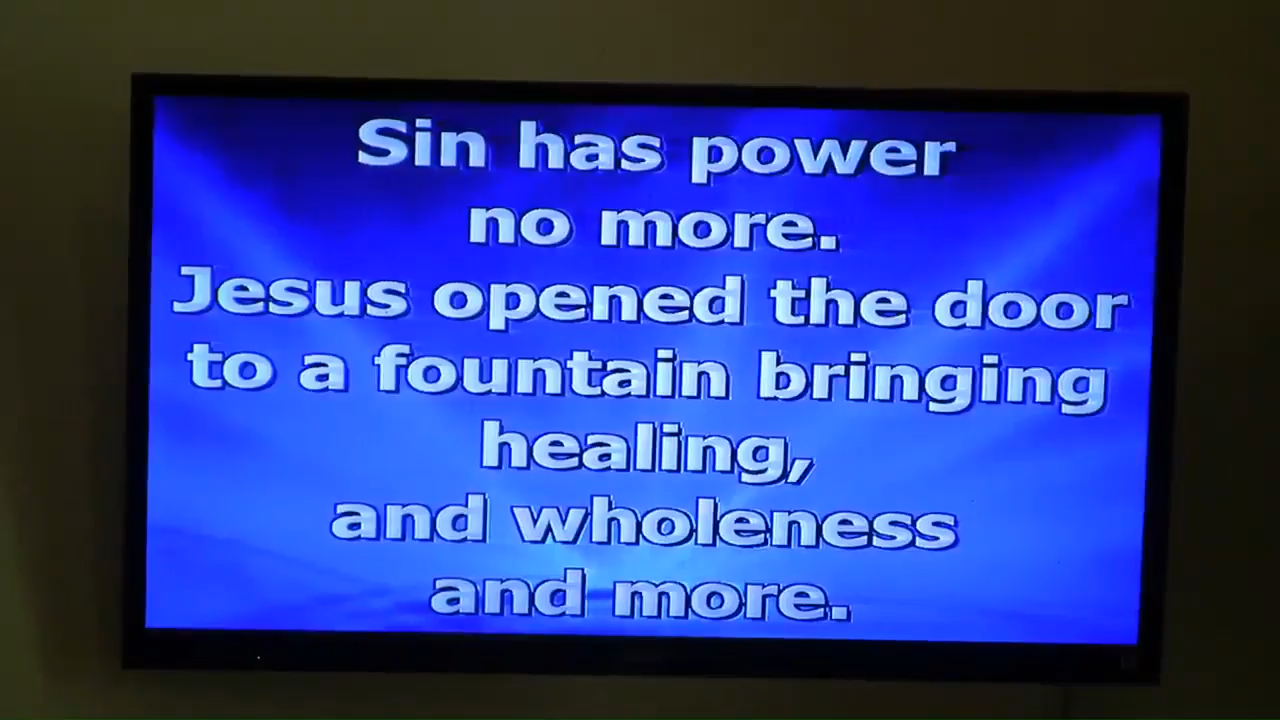 Sin has power
no more.
Jesus opened the door
to a fountain bringing
healing,
and wholeness
and more.